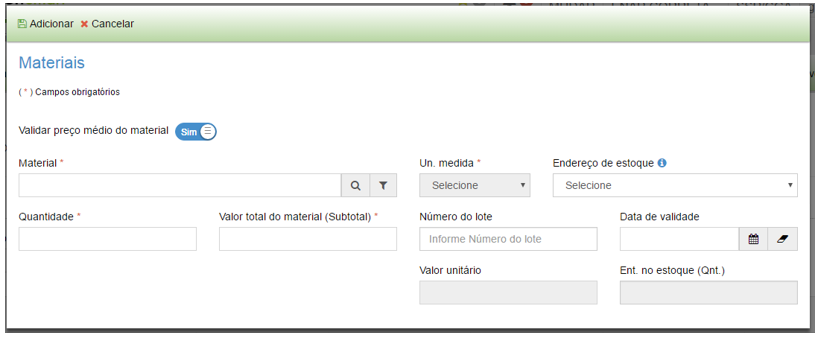 Adicionar Cancelar
Materiais
( * ) Campos obrigatórios
Validar preço médio do material Sim
Material * Un. medida * Endereço de estoque
Selecione Selecione
Quantidade * Valor total do material (Subtotal) * Número do lote Data de validade
Informe Número do lote
Valor unitário Ent. no estoque (Qnt.)